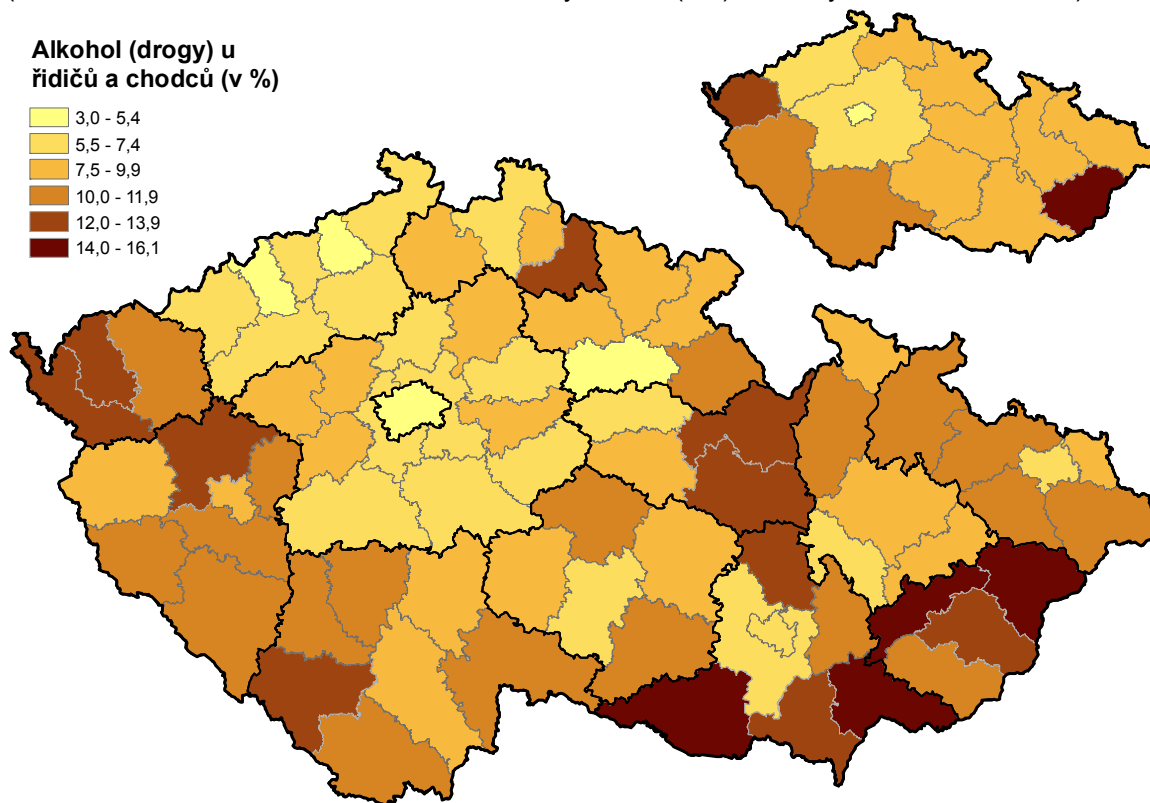 Alkohol (drogy) u
řidičů a chodců (v %)
3,0 - 5,4
5,5 - 7,4
7,5 - 9,9
10,0 - 11,9
12,0 - 13,9
14,0 - 16,1